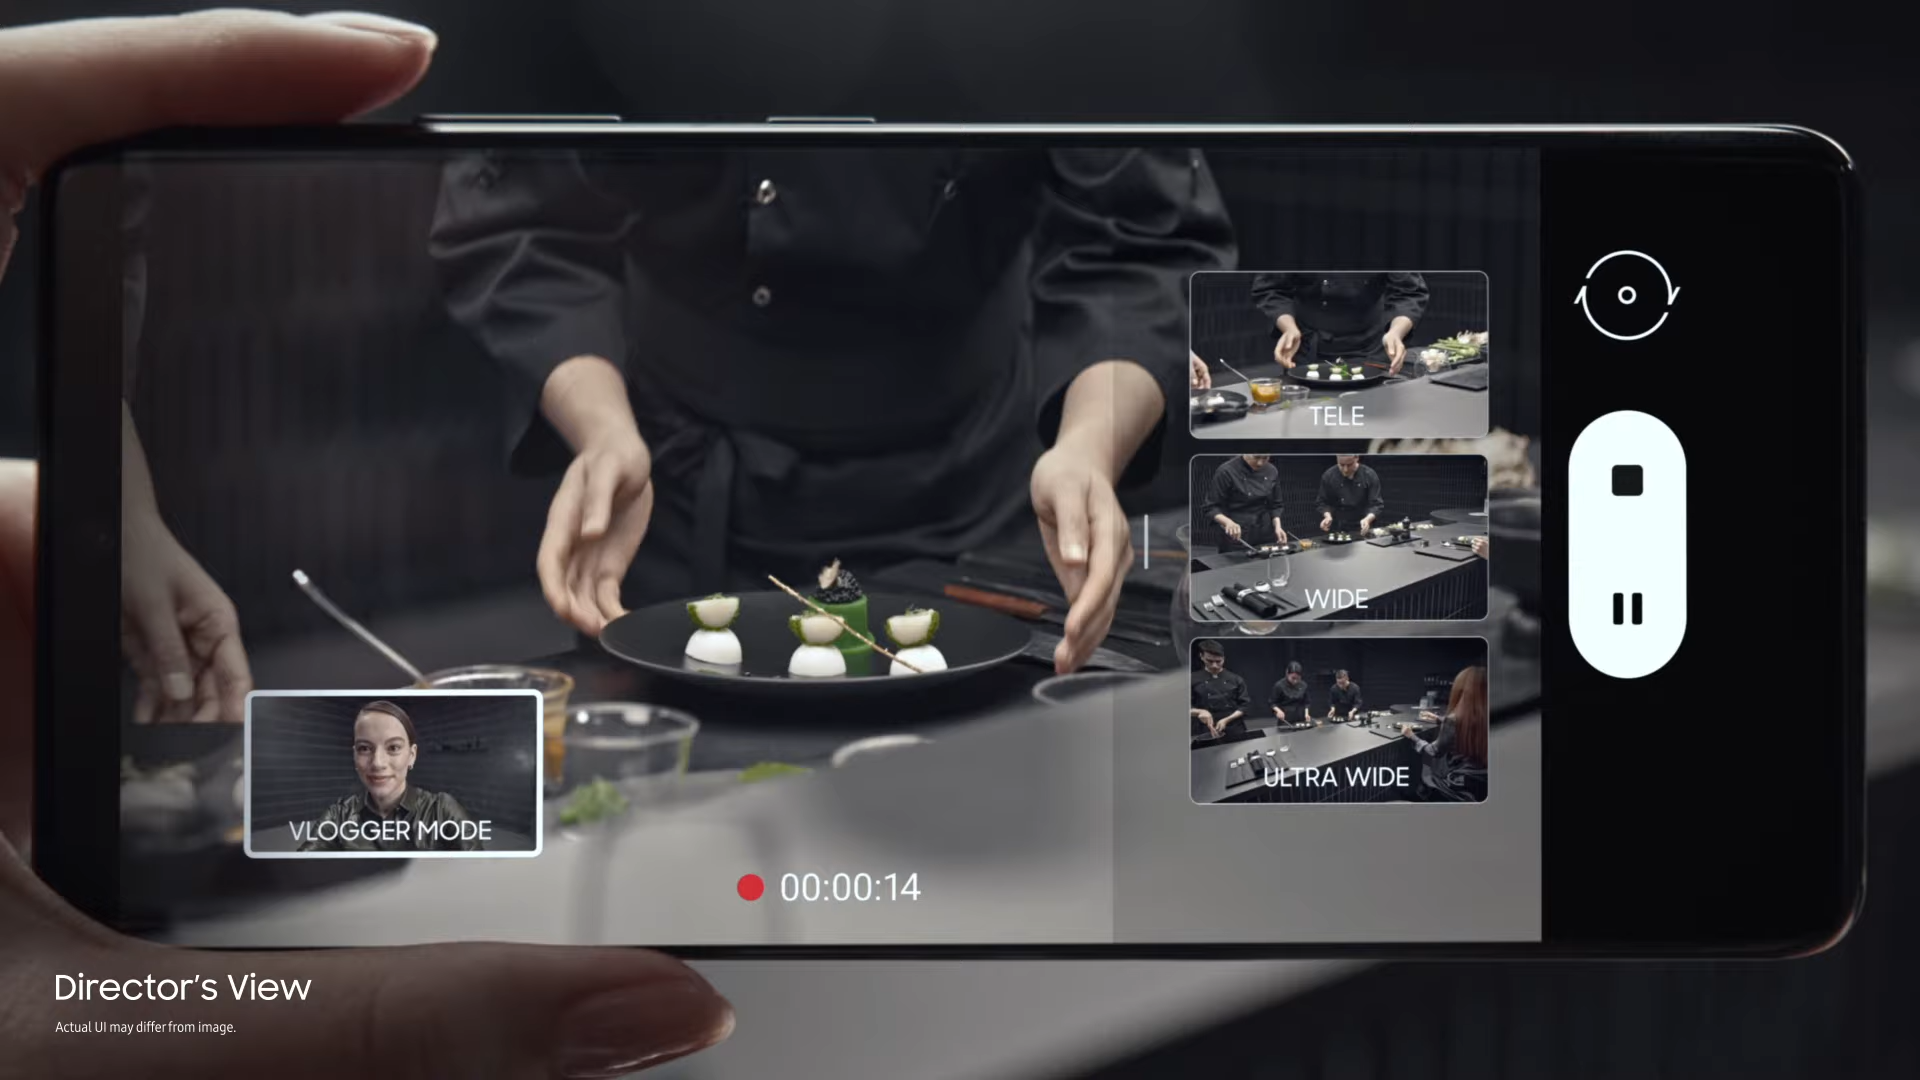 TELE
WIDE
ULTRA WIDE
VLOGGER MODE
00:00:14
Director's View
Actual UI may differ from image.